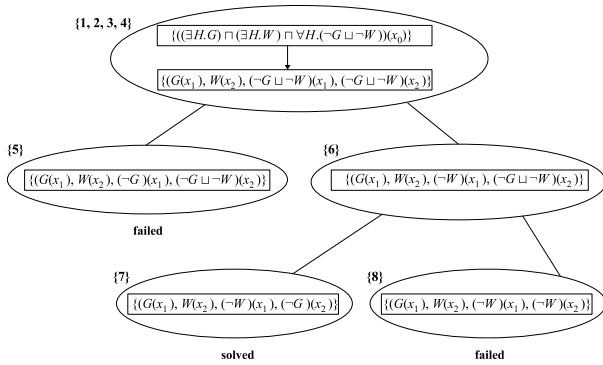 {1, 2, 3, 4}
{((∃H.G) ⊓ (∃H.W) ⊓ ∀H.(¬G ⊔ ¬W))(x₀)}
{(G(x₁), W(x₂), (¬G ⊔ ¬W)(x₁), (¬G ⊔ ¬W)(x₂)}
{5}
{(G(x₁), W(x₂), (¬G)(x₁), (¬G ⊔ ¬W)(x₂)}
failed
{6}
{(G(x₁), W(x₂), (¬W)(x₁), (¬G ⊔ ¬W)(x₂)}
{7}
{(G(x₁), W(x₂), (¬W)(x₁), (¬G)(x₂)}
solved
{8}
{(G(x₁), W(x₂), (¬W)(x₁), (¬W)(x₂)}
failed